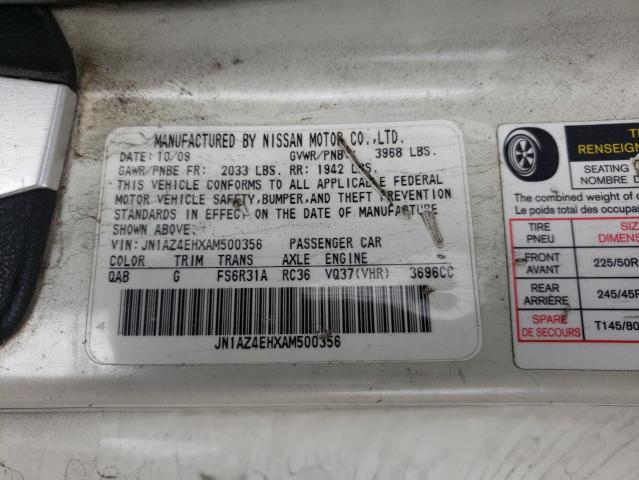 MANUFACTURED BY NISSAN MOTOR CO.,LTD.
DATE: 10/09 GVWR/PNB 3968 LBS.
GAWR/PNBE FR: 2033 LBS. RR: 1942 LBS.
THIS VEHICLE CONFORMS TO ALL APPLICABLE FEDERAL
MOTOR VEHICLE SAFETY,BUMPER,AND THEFT PREVENTION
STANDARDS IN EFFECT ON THE DATE OF MANUFACTURE
SHOWN ABOVE.
VIN: JN1AZ4EHXAM500356 PASSENGER CAR
COLOR TRIM TRANS AXLE ENGINE
QAB G FS6R31A RC36 VQ37(VHR) 3696CC
JN1AZ4EHXAM500356
RENSEIGN
SEATING
NOMBRE D
The combined weight of
Le poids total des occupa
TIRE SIZ
PNEU DIMENS
FRONT
AVANT 225/50R
REAR
ARRIÈRE 245/45R
SPARE
DE SECOURS T145/80